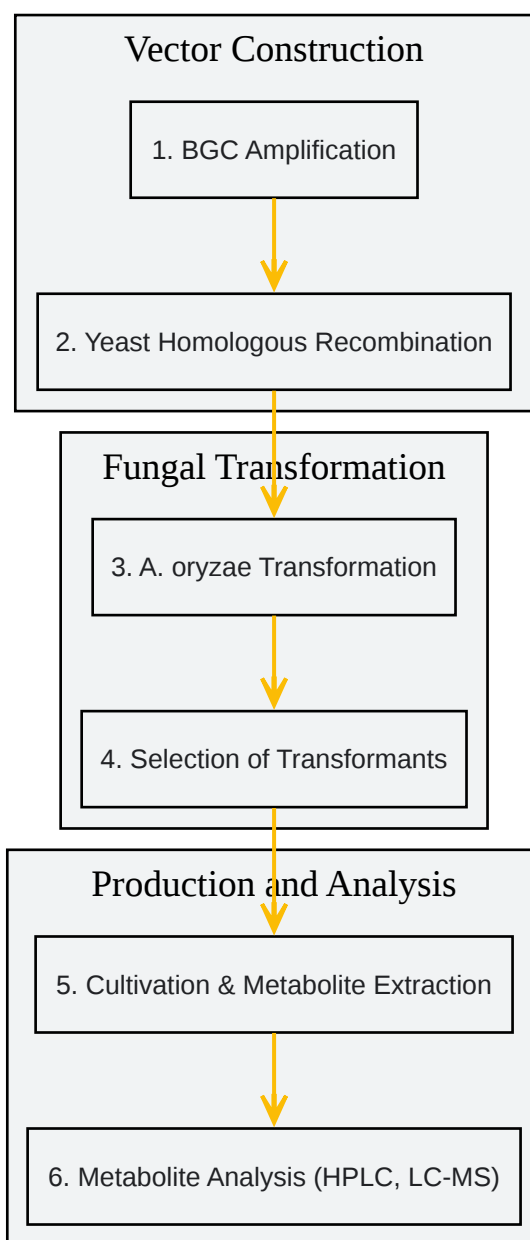 Vector Construction
1. BGC Amplification
2. Yeast Homologous Recombination
Fungal Transformation
3. A. oryzae Transformation
4. Selection of Transformants
Production and Analysis
5. Cultivation & Metabolite Extraction
6. Metabolite Analysis (HPLC, LC-MS)